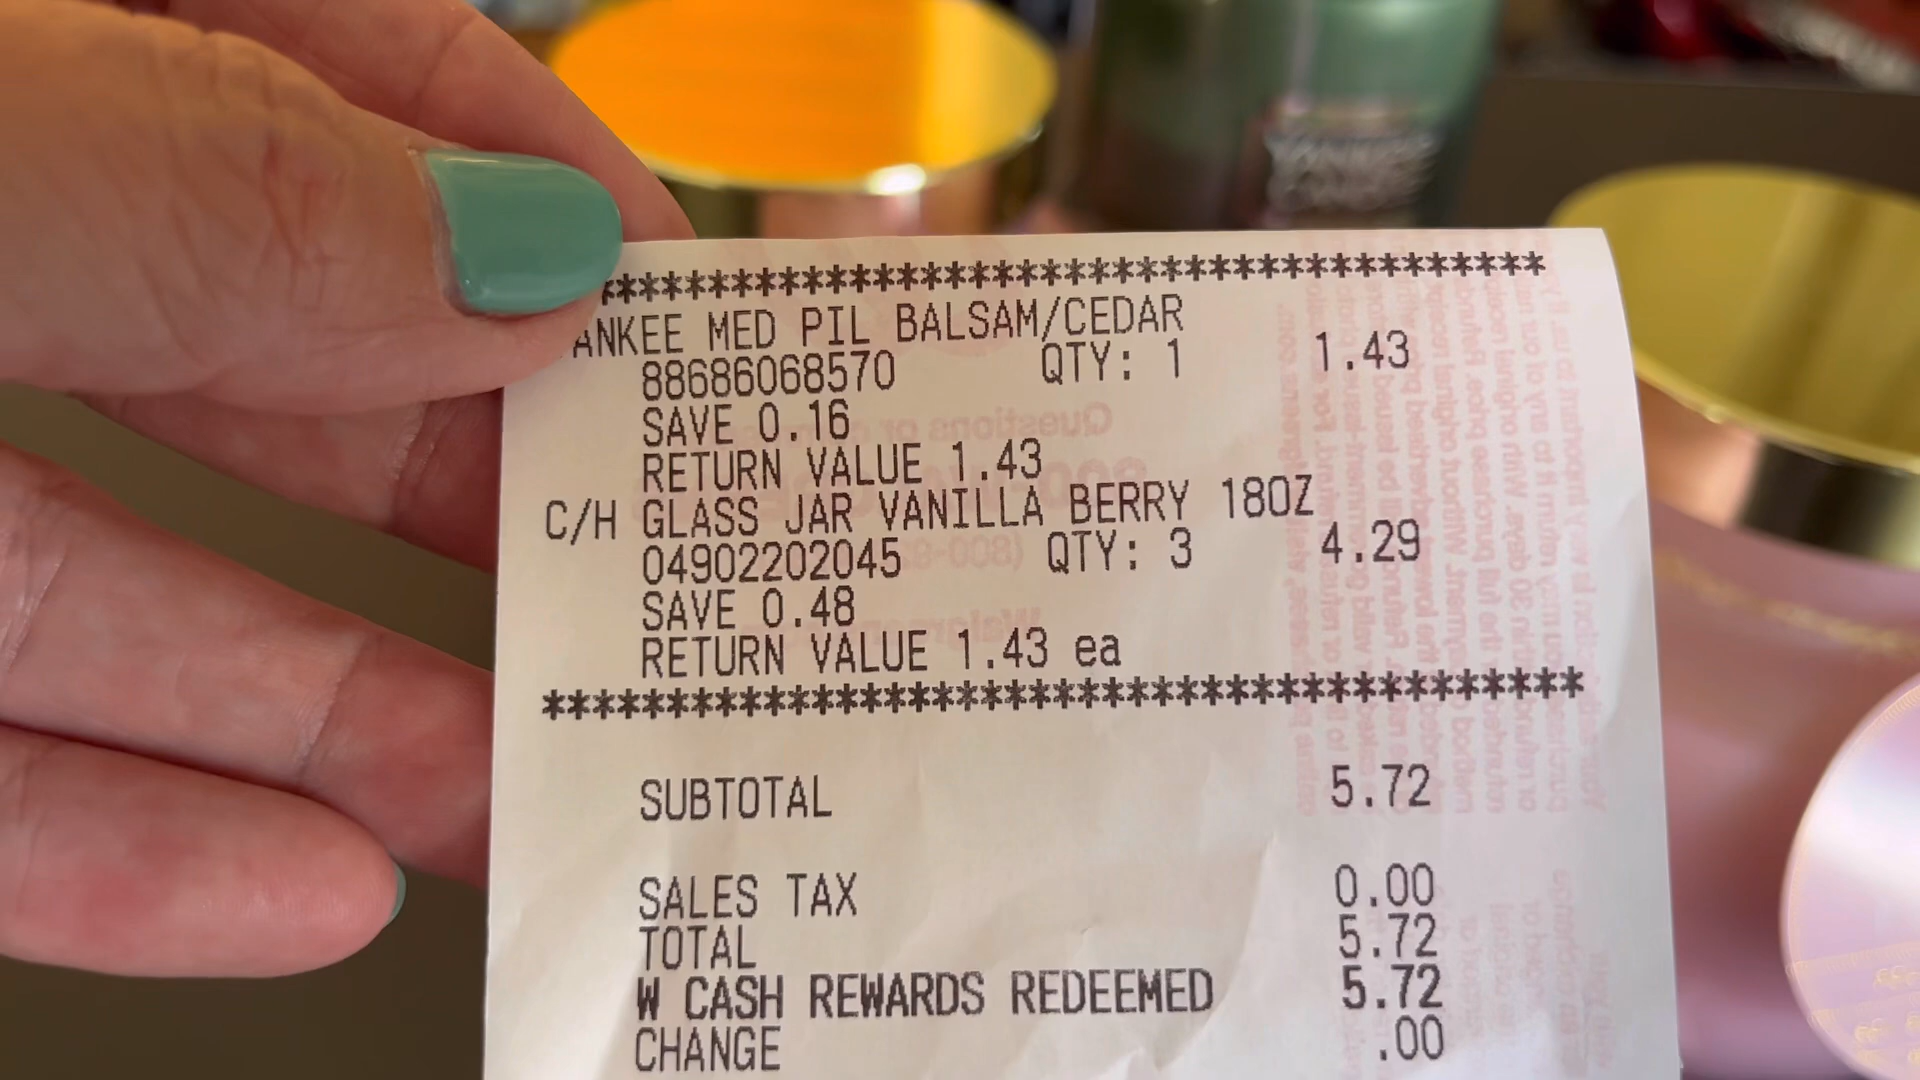 YANKEE CANDLE
****************************************
ANKEE MED PIL BALSAM/CEDAR
88686068570 QTY: 1 1.43
SAVE 0.16
RETURN VALUE 1.43
C/H GLASS JAR VANILLA BERRY 18OZ
04902202045 QTY: 3 4.29
SAVE 0.48
RETURN VALUE 1.43 ea
******************************************
SUBTOTAL 5.72
SALES TAX 0.00
TOTAL 5.72
W CASH REWARDS REDEEMED 5.72
CHANGE .00